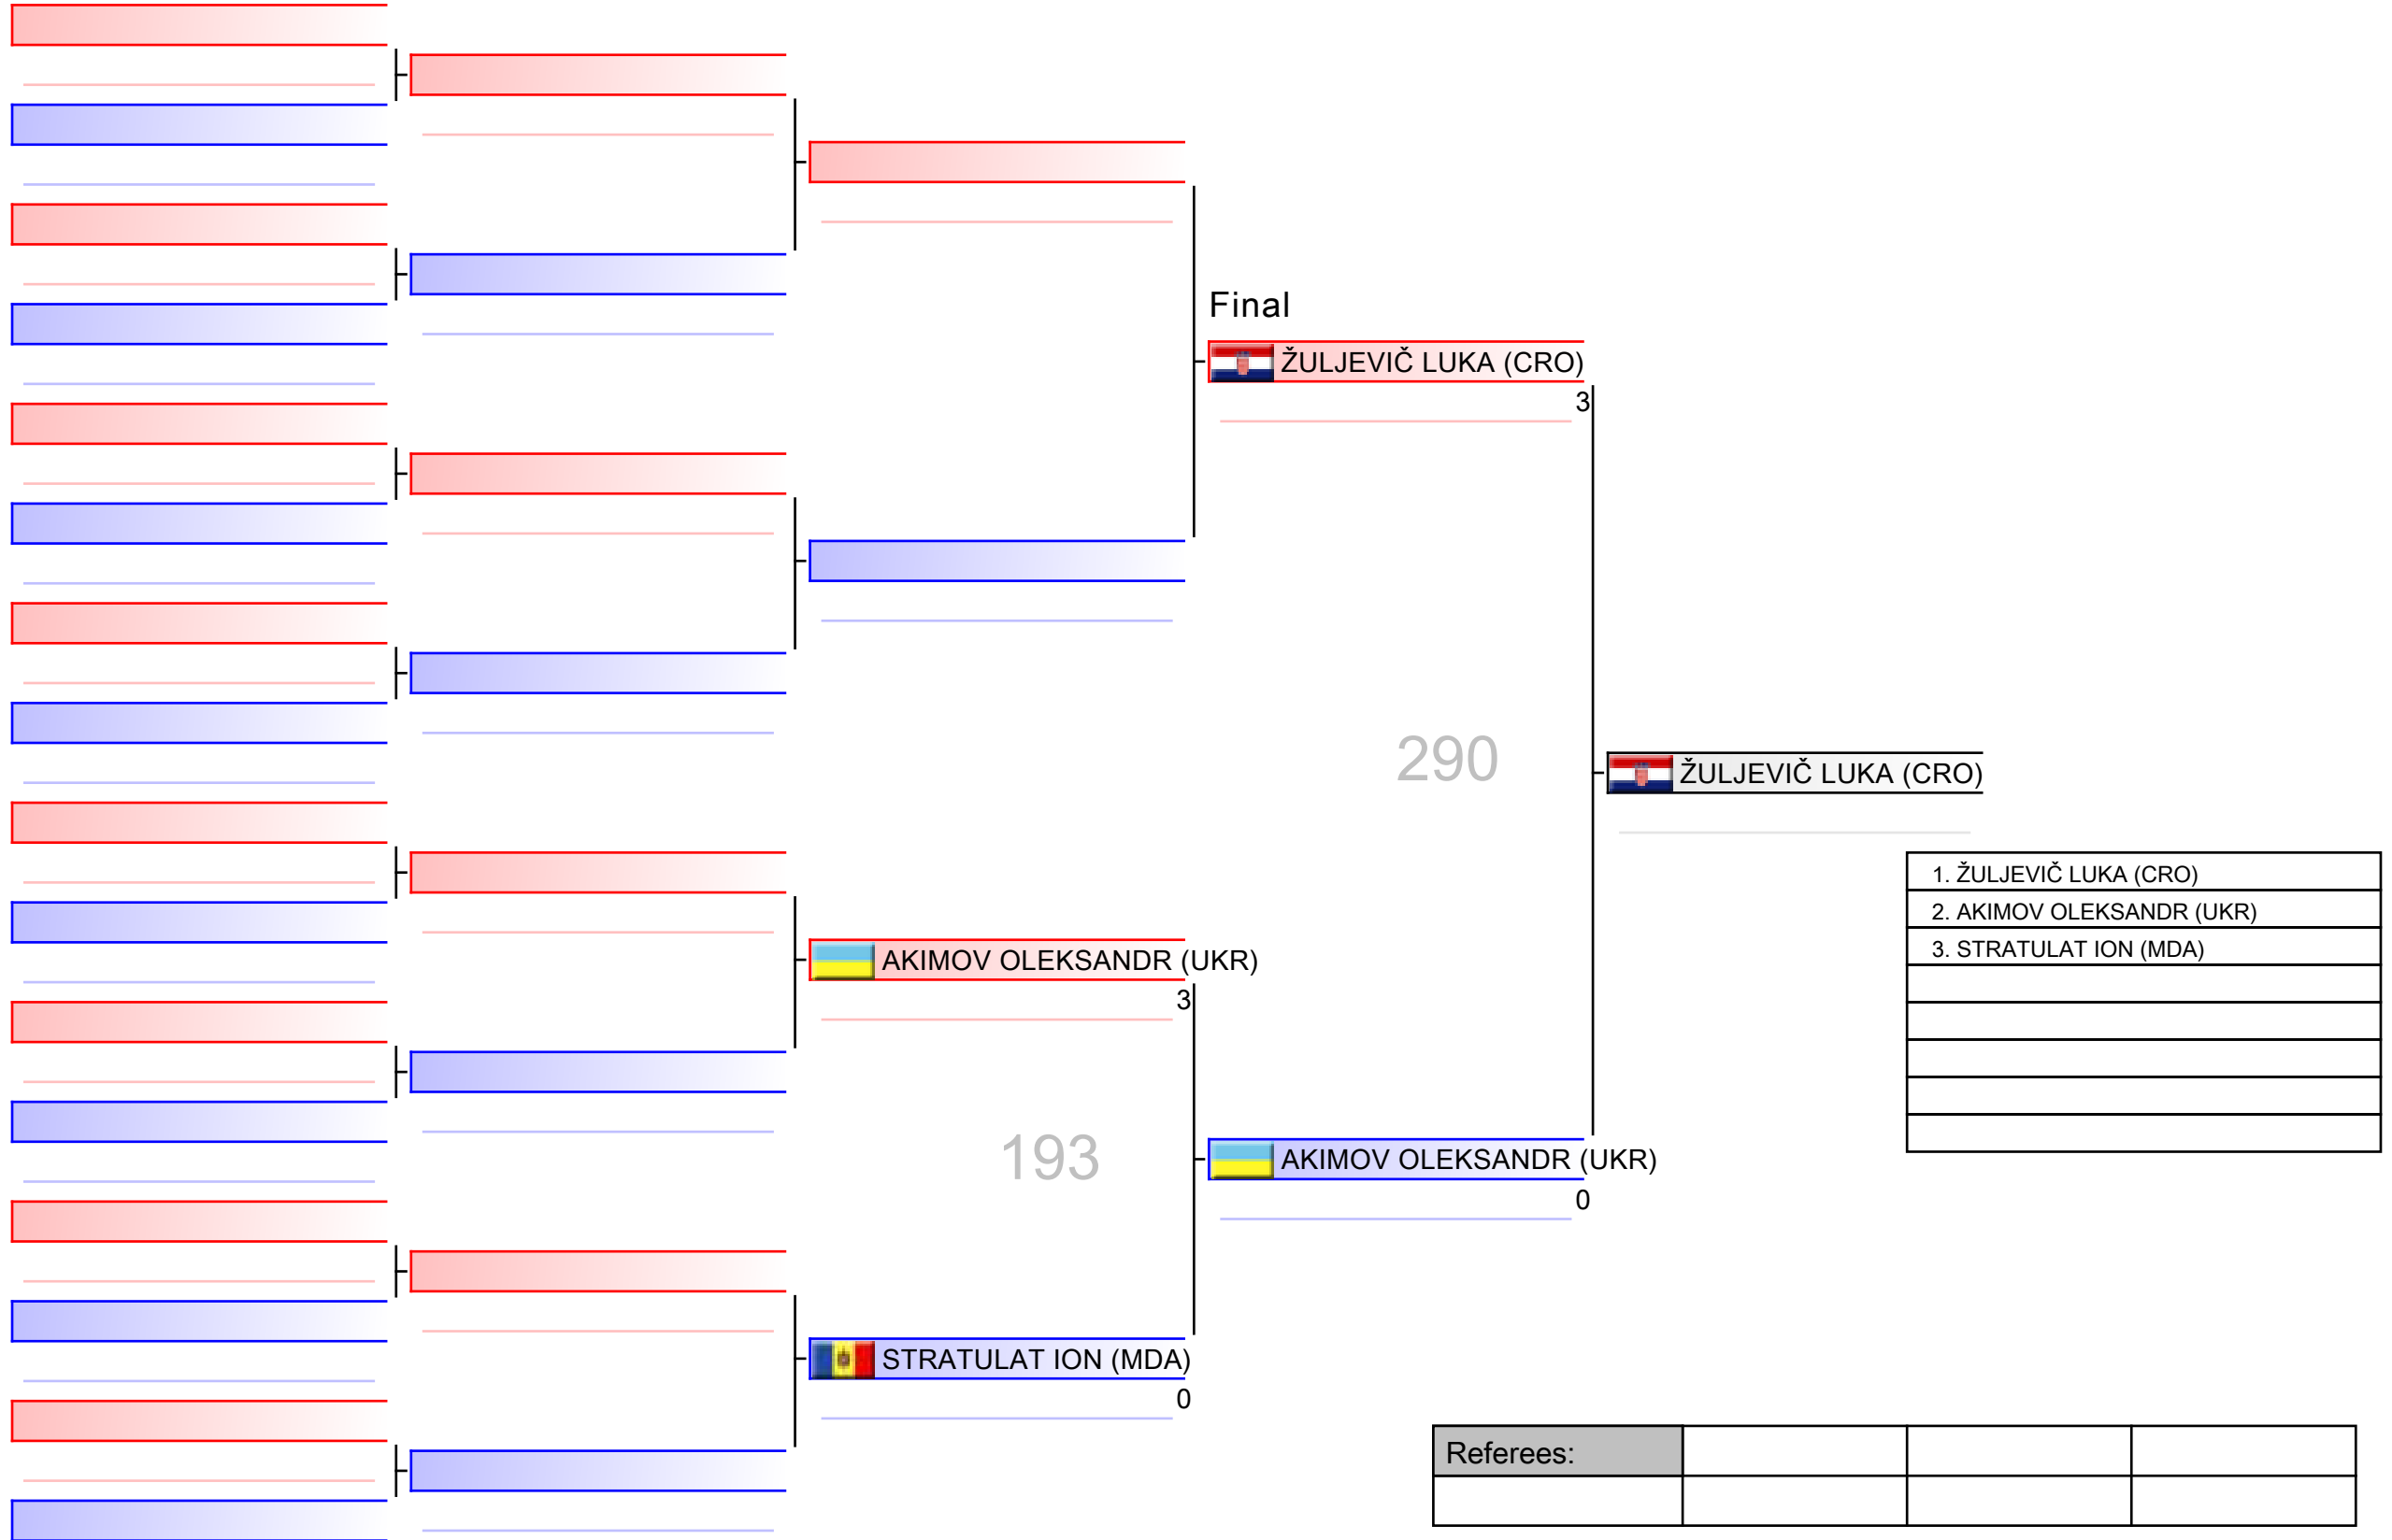 Final
ŽULJEVIČ LUKA (CRO)
3
290
ŽULJEVIČ LUKA (CRO)
1. ŽULJEVIČ LUKA (CRO)
2. AKIMOV OLEKSANDR (UKR)
3. STRATULAT ION (MDA)
AKIMOV OLEKSANDR (UKR)
3
193
AKIMOV OLEKSANDR (UKR)
0
STRATULAT ION (MDA)
0
Referees: